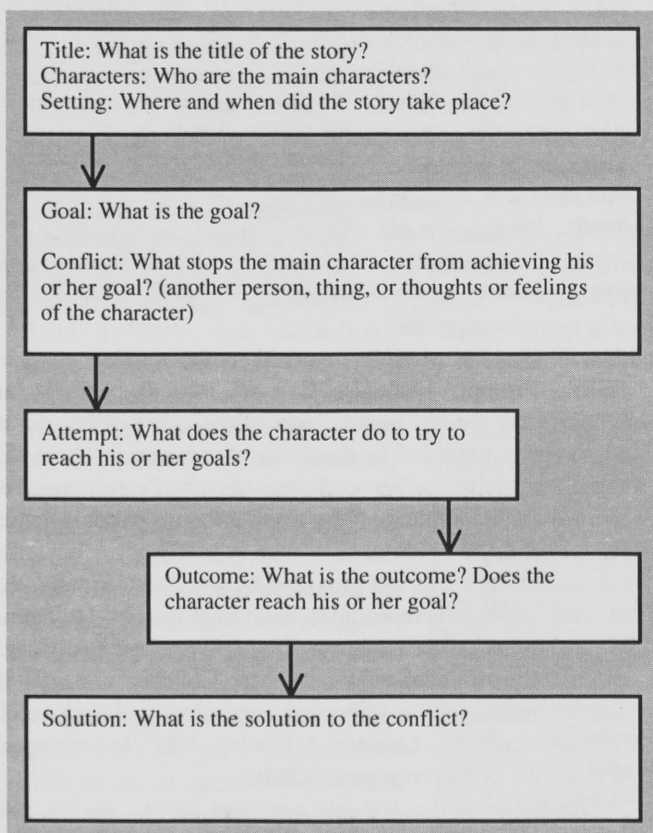 Title: What is the title of the story?
Characters: Who are the main characters?
Setting: Where and when did the story take place?
Goal: What is the goal?
Conflict: What stops the main character from achieving his
or her goal? (another person, thing, or thoughts or feelings
of the character)
Attempt: What does the character do to try to
reach his or her goals?
Outcome: What is the outcome? Does the
character reach his or her goal?
Solution: What is the solution to the conflict?